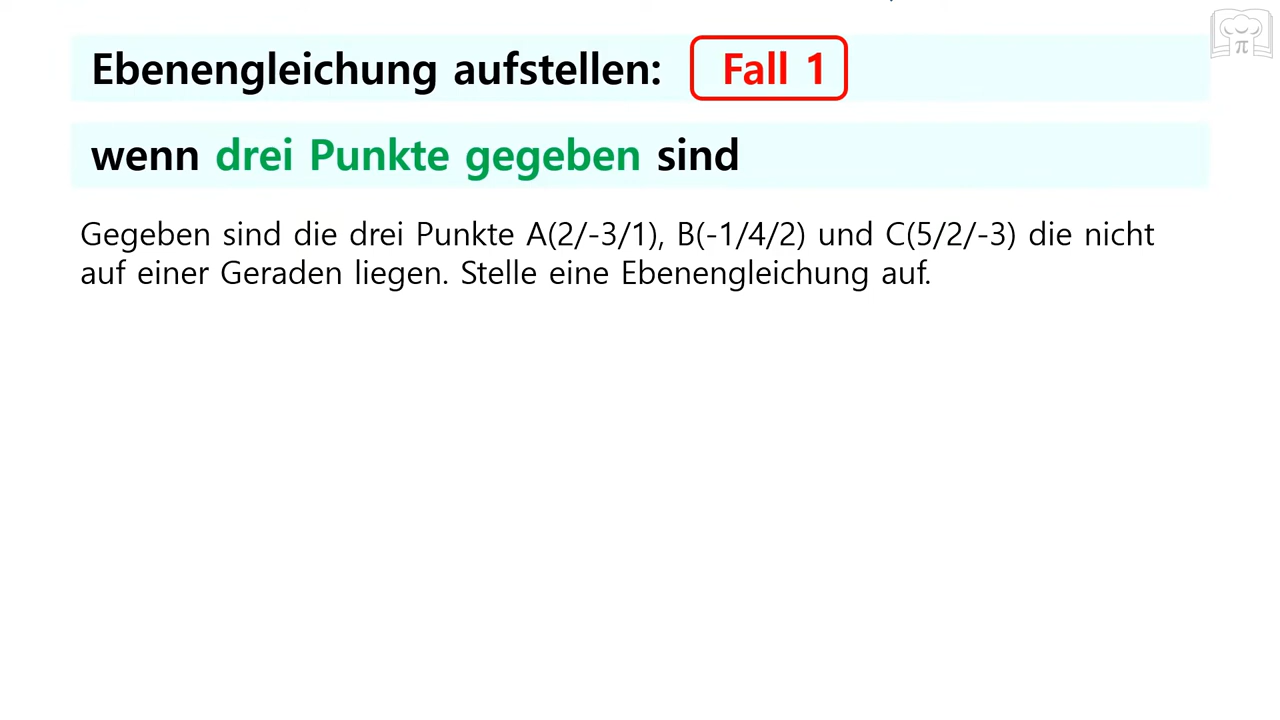 Ebenengleichung aufstellen: Fall 1
wenn drei Punkte gegeben sind
Gegeben sind die drei Punkte A(2/-3/1), B(-1/4/2) und C(5/2/-3) die nicht
auf einer Geraden liegen. Stelle eine Ebenengleichung auf.
π